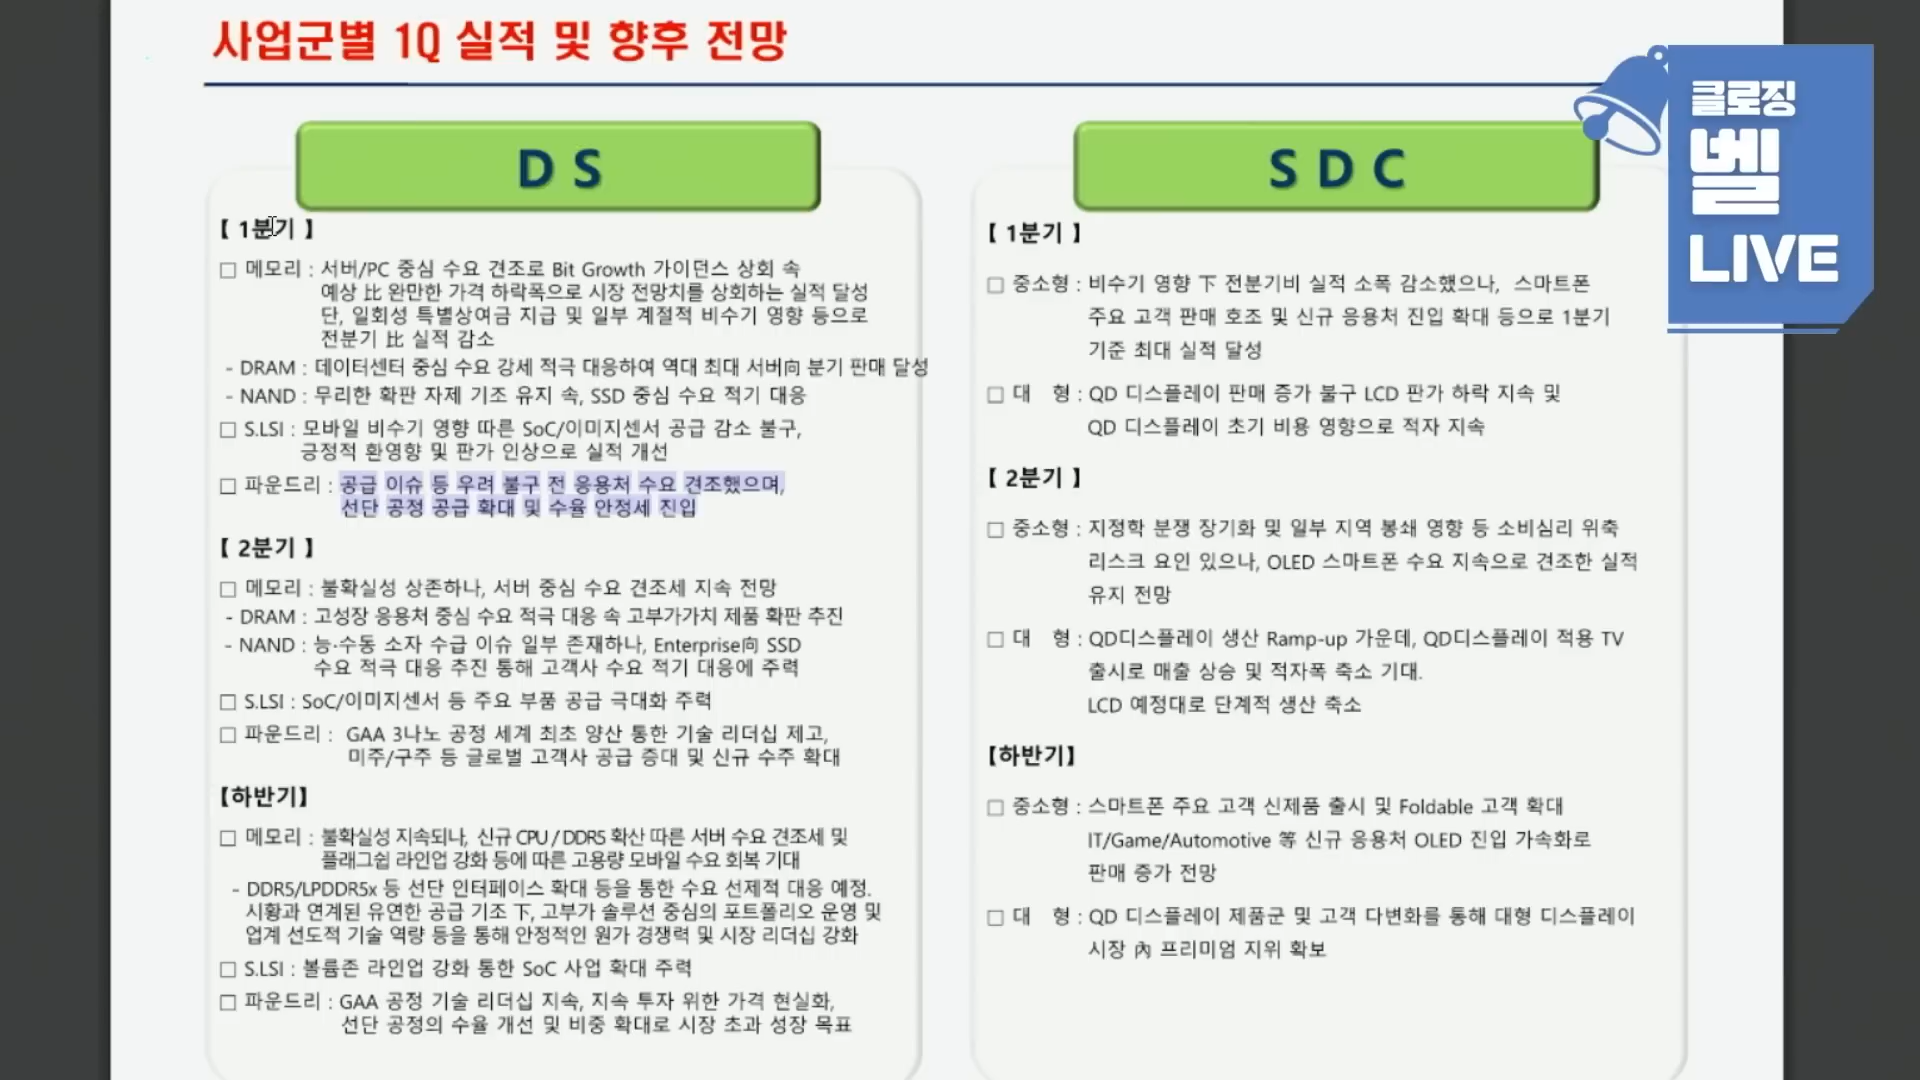 사업군별 1Q 실적 및 향후 전망
클로징
벨
LIVE
D S
【 1분기 】
□ 메모리 : 서버/PC 중심 수요 견조로 Bit Growth 가이던스 상회 속
예상 比 완만한 가격 하락폭으로 시장 전망치를 상회하는 실적 달성
단, 일회성 특별상여금 지급 및 일부 계절적 비수기 영향 등으로
전분기 比 실적 감소
- DRAM : 데이터센터 중심 수요 강세 적극 대응하여 역대 최대 서버向 분기 판매 달성
- NAND : 무리한 확판 자제 기조 유지 속, SSD 중심 수요 적기 대응
□ S.LSI : 모바일 비수기 영향 따른 SoC/이미지센서 공급 감소 불구,
긍정적 환영향 및 판가 인상으로 실적 개선
□ 파운드리 : 공급 이슈 등 우려 불구 전 응용처 수요 견조했으며,
선단 공정 공급 확대 및 수율 안정세 진입
【 2분기 】
□ 메모리 : 불확실성 상존하나, 서버 중심 수요 견조세 지속 전망
- DRAM : 고성장 응용처 중심 수요 적극 대응 속 고부가가치 제품 확판 추진
- NAND : 능·수동 소자 수급 이슈 일부 존재하나, Enterprise向 SSD
수요 적극 대응 추진 통해 고객사 수요 적기 대응에 주력
□ S.LSI : SoC/이미지센서 등 주요 부품 공급 극대화 주력
□ 파운드리 : GAA 3나노 공정 세계 최초 양산 통한 기술 리더십 제고,
미주/구주 등 글로벌 고객사 공급 증대 및 신규 수주 확대
【하반기】
□ 메모리 : 불확실성 지속되나, 신규 CPU / DDR5 확산 따른 서버 수요 견조세 및
플래그쉽 라인업 강화 등에 따른 고용량 모바일 수요 회복 기대
- DDR5/LPDDR5x 등 선단 인터페이스 확대 등을 통한 수요 선제적 대응 예정.
시황과 연계된 유연한 공급 기조 下, 고부가 솔루션 중심의 포트폴리오 운영 및
업계 선도적 기술 역량 등을 통해 안정적인 원가 경쟁력 및 시장 리더십 강화
□ S.LSI : 볼륨존 라인업 강화 통한 SoC 사업 확대 주력
□ 파운드리 : GAA 공정 기술 리더십 지속, 지속 투자 위한 가격 현실화,
선단 공정의 수율 개선 및 비중 확대로 시장 초과 성장 목표
S D C
【 1분기 】
□ 중소형 : 비수기 영향 下 전분기비 실적 소폭 감소했으나, 스마트폰
주요 고객 판매 호조 및 신규 응용처 진입 확대 등으로 1분기
기준 최대 실적 달성
□ 대 형 : QD 디스플레이 판매 증가 불구 LCD 판가 하락 지속 및
QD 디스플레이 초기 비용 영향으로 적자 지속
【 2분기 】
□ 중소형 : 지정학 분쟁 장기화 및 일부 지역 봉쇄 영향 등 소비심리 위축
리스크 요인 있으나, OLED 스마트폰 수요 지속으로 견조한 실적
유지 전망
□ 대 형 : QD디스플레이 생산 Ramp-up 가운데, QD디스플레이 적용 TV
출시로 매출 상승 및 적자폭 축소 기대.
LCD 예정대로 단계적 생산 축소
【하반기】
□ 중소형 : 스마트폰 주요 고객 신제품 출시 및 Foldable 고객 확대
IT/Game/Automotive 等 신규 응용처 OLED 진입 가속화로
판매 증가 전망
□ 대 형 : QD 디스플레이 제품군 및 고객 다변화를 통해 대형 디스플레이
시장 內 프리미엄 지위 확보